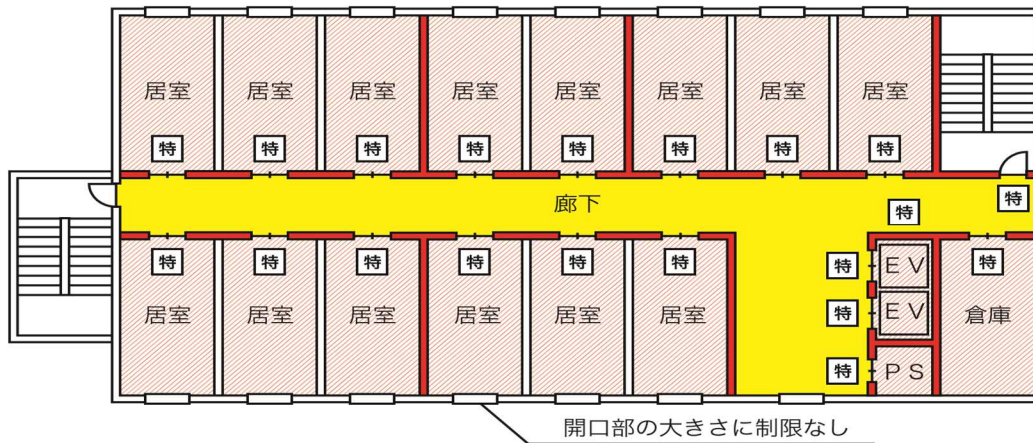 居室 居室 居室 居室 居室 居室 居室 居室
特 特 特 特 特 特 特 特
廊下
特
特
特 特 特 特 特 特 特 特
居室 居室 居室 居室 居室 居室
EV
特
EV
倉庫
特
PS
開口部の大きさに制限なし